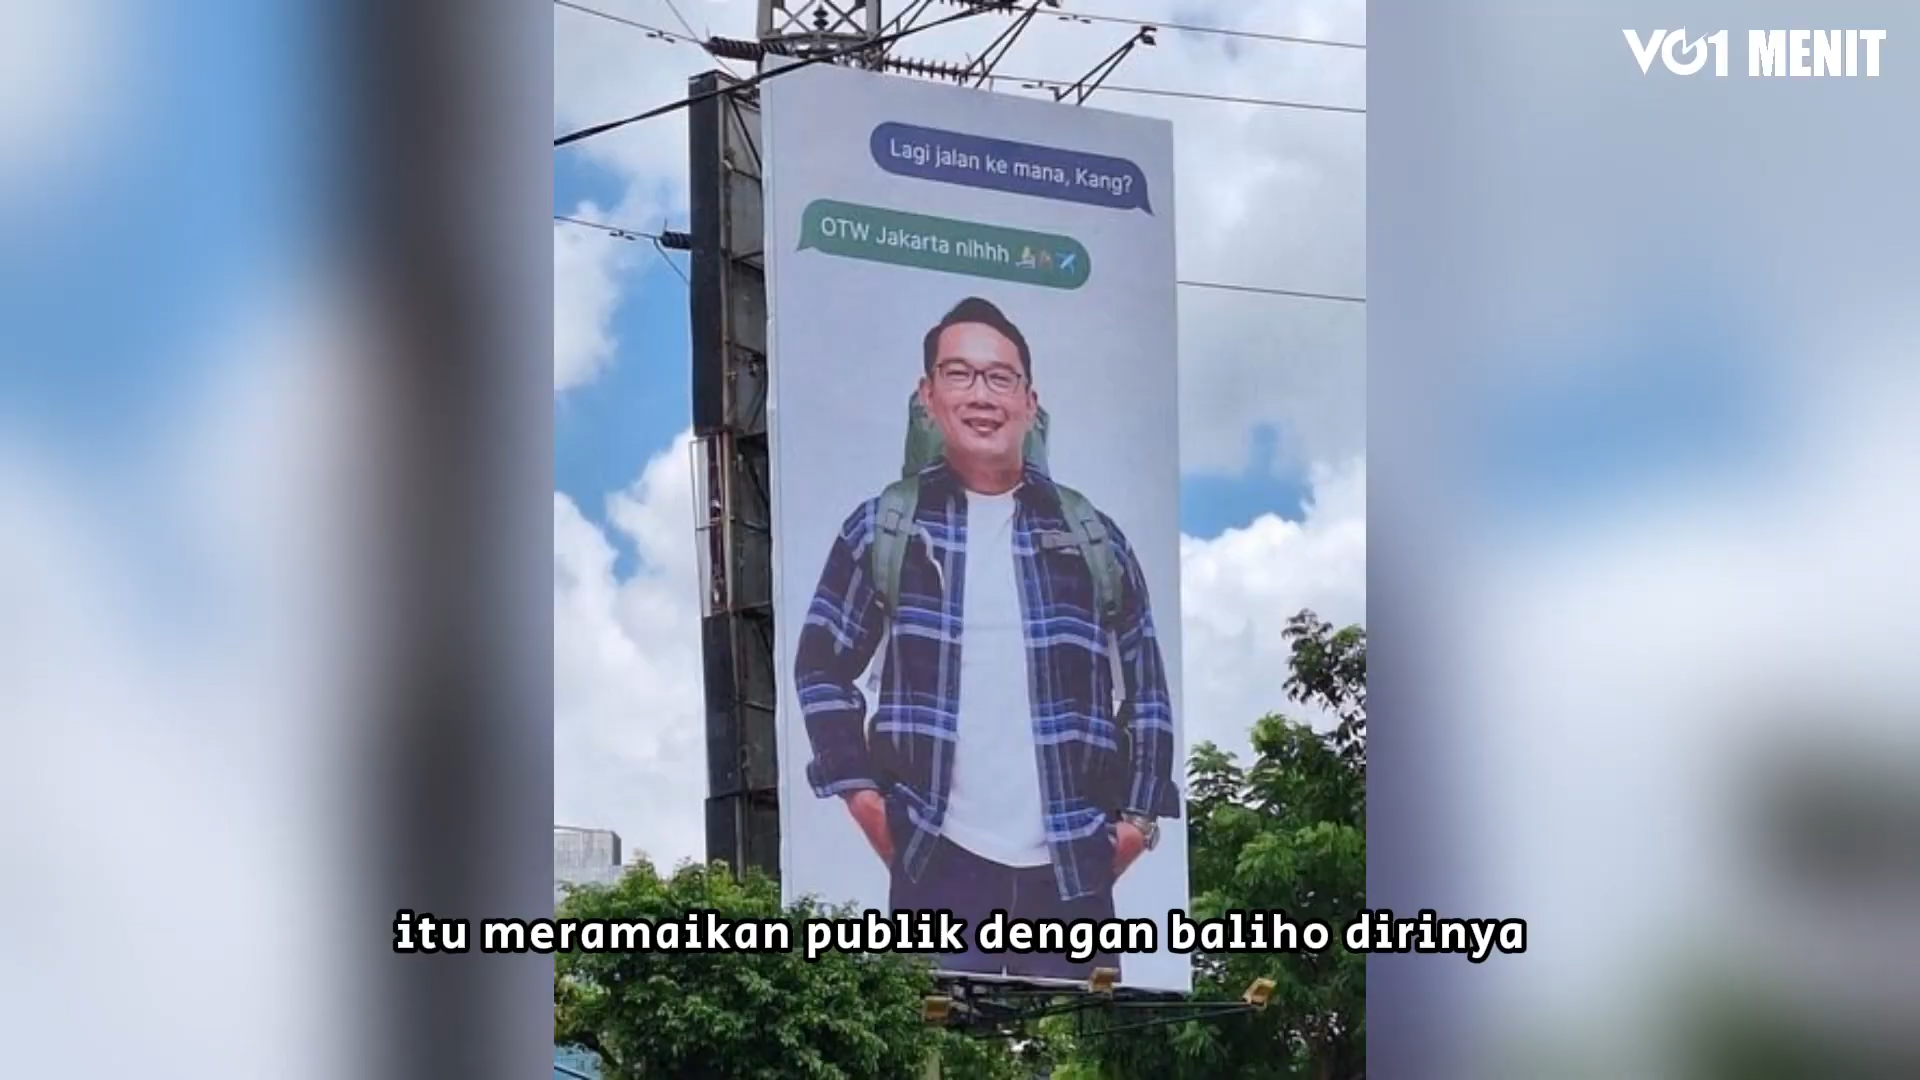 VO1 MENIT
Lagi jalan ke mana, Kang?
OTW Jakarta nihhh
itu meramaikan publik dengan baliho dirinya